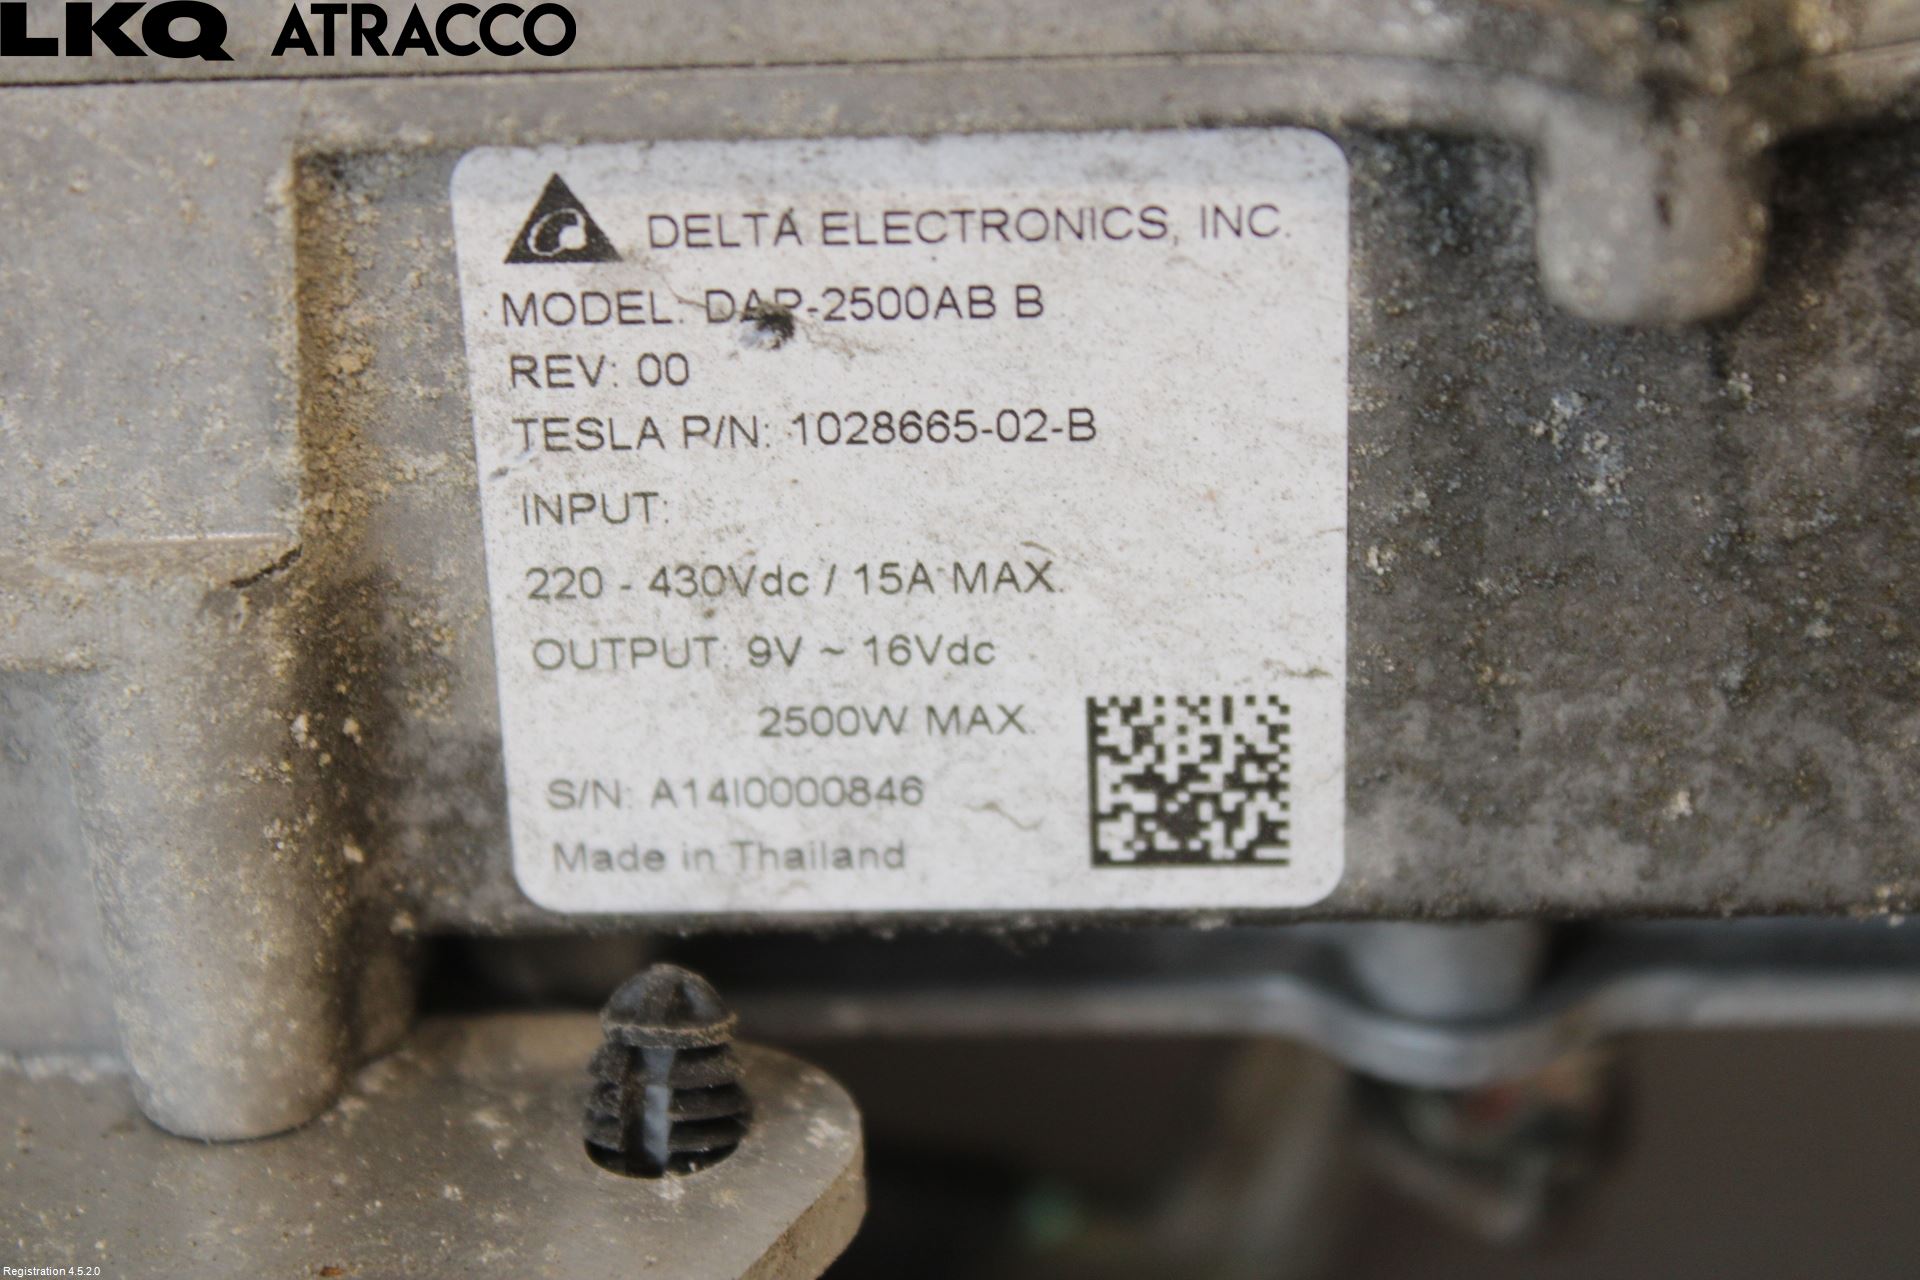 LKQ ATRACCO
DELTA ELECTRONICS, INC.
MODEL: DAP-2500AB B
REV: 00
TESLA P/N: 1028665-02-B
INPUT:
220 - 430Vdc / 15A MAX.
OUTPUT: 9V ~ 16Vdc
2500W MAX.
S/N: A14I0000846
Made in Thailand
Registration 4.5.2.0